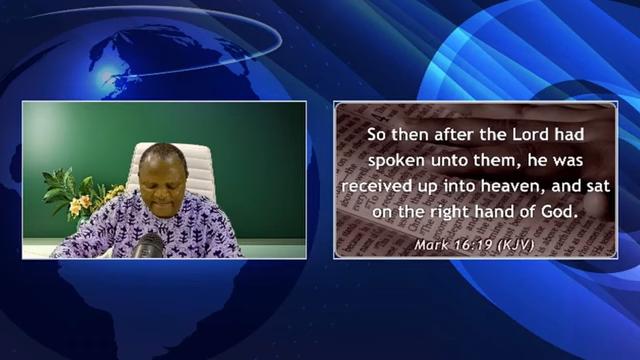 So then after the Lord had
spoken unto them, he was
received up into heaven, and sat
on the right hand of God.
Mark 16:19 (KJV)